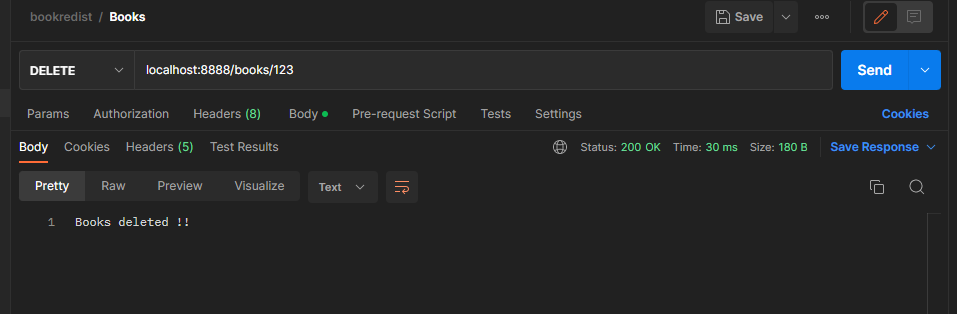 bookredist / Books
Save
DELETE localhost:8888/books/123 Send
Params Authorization Headers (8) Body Pre-request Script Tests Settings Cookies
Body Cookies Headers (5) Test Results Status: 200 OK Time: 30 ms Size: 180 B Save Response
Pretty Raw Preview Visualize Text
1 Books deleted !!